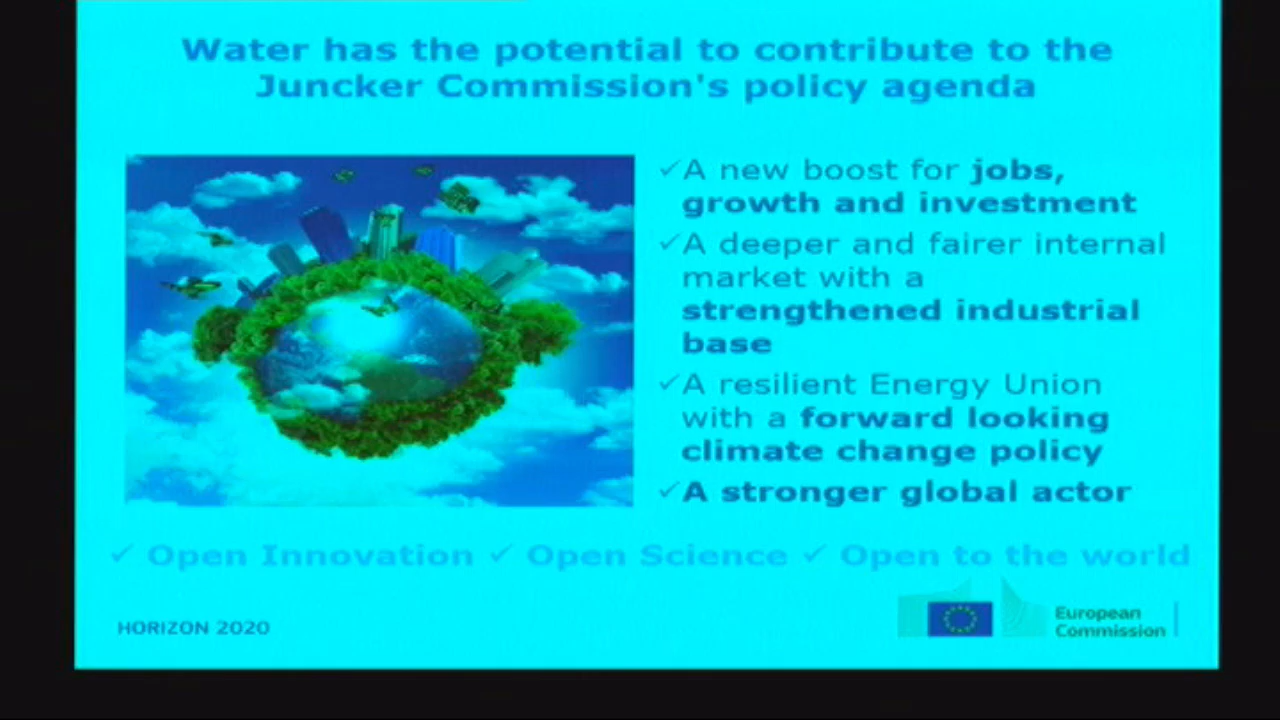 Water has the potential to contribute to the
Juncker Commission's policy agenda
✓A new boost for jobs,
growth and investment
✓A deeper and fairer internal
market with a
strengthened industrial
base
✓A resilient Energy Union
with a forward looking
climate change policy
✓A stronger global actor
✓ Open Innovation ✓ Open Science ✓ Open to the world
HORIZON 2020
European
Commission